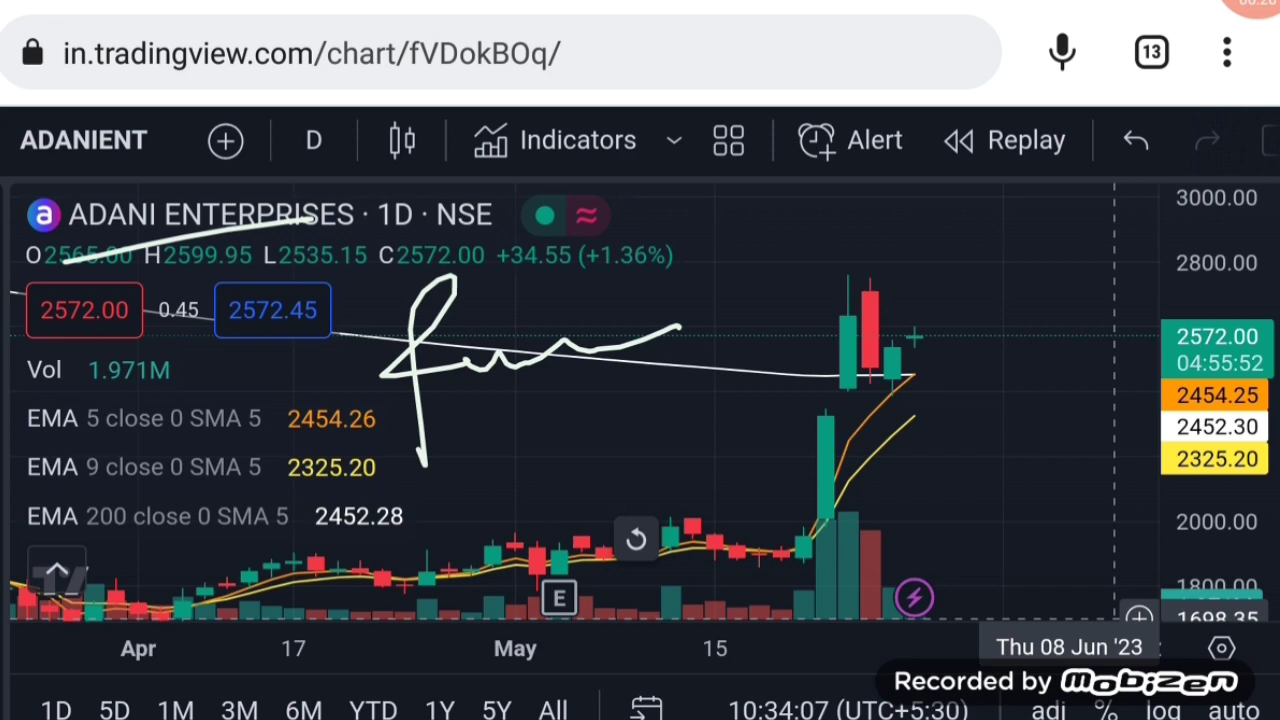 00:20
in.tradingview.com/chart/fVDokBOq/
13
ADANIENT D Indicators Alert Replay
a ADANI ENTERPRISES · 1D · NSE
O2565.00 H2599.95 L2535.15 C2572.00 +34.55 (+1.36%)
2572.00 0.45 2572.45
Vol 1.971M
EMA 5 close 0 SMA 5 2454.26
EMA 9 close 0 SMA 5 2325.20
EMA 200 close 0 SMA 5 2452.28
3000.00
2800.00
2572.00
04:55:52
2454.25
2452.30
2325.20
2000.00
1800.00
1698.35
E
Apr 17 May 15 Thu 08 Jun '23
Recorded by mobizen
1D 5D 1M 3M 6M YTD 1Y 5Y All 10:34:07 (UTC+5:30) adj % log auto